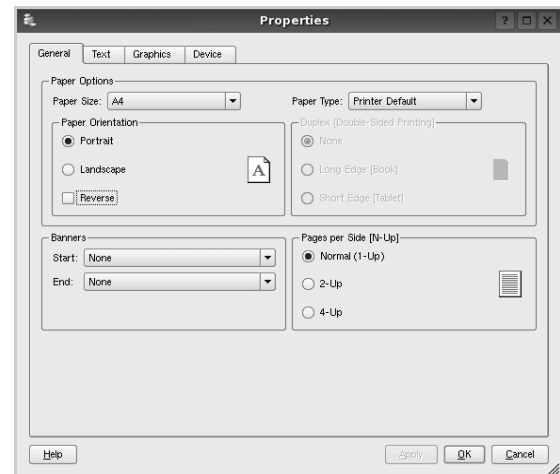 Properties
General Text Graphics Device
Paper Options
Paper Size: A4 Paper Type: Printer Default
Paper Orientation Duplex [Double-Sided Printing]
Portrait None
Landscape A Long Edge [Book]
Reverse Short Edge [Tablet]
Banners Pages per Side [N-Up]
Start: None Normal (1-Up)
End: None 2-Up
4-Up
Help Apply OK Cancel